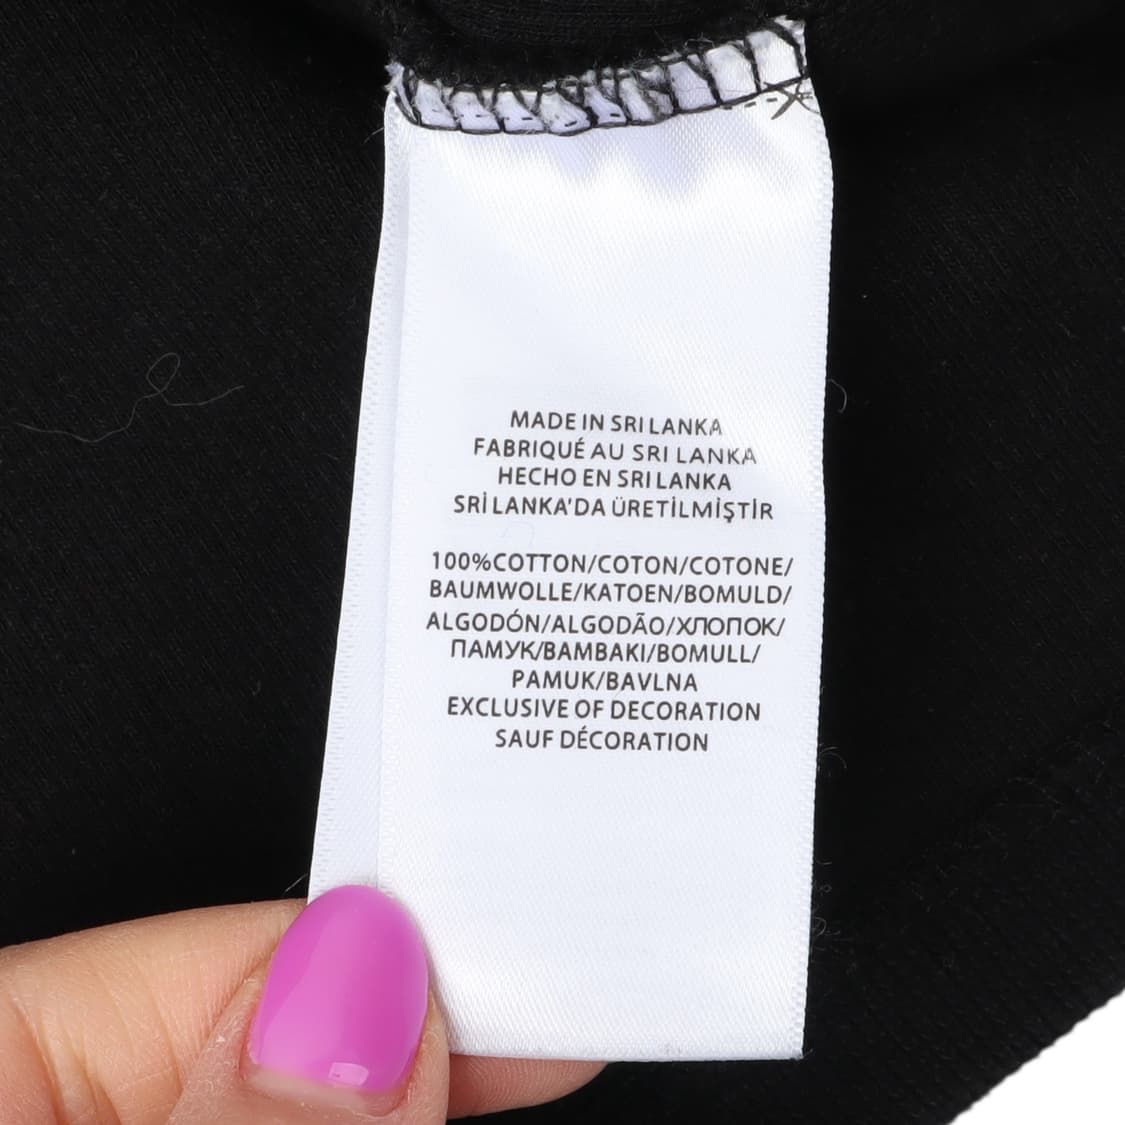 MADE IN SRI LANKA
FABRIQUÉ AU SRI LANKA
HECHO EN SRI LANKA
SRİ LANKA'DA ÜRETİLMİŞTİR
100%COTTON/COTON/COTONE/
BAUMWOLLE/KATOEN/BOMULD/
ALGODÓN/ALGODÃO/ХЛОПОК/
ПАМУК/BAMBAKI/BOMULL/
PAMUK/BAVLNA
EXCLUSIVE OF DECORATION
SAUF DÉCORATION